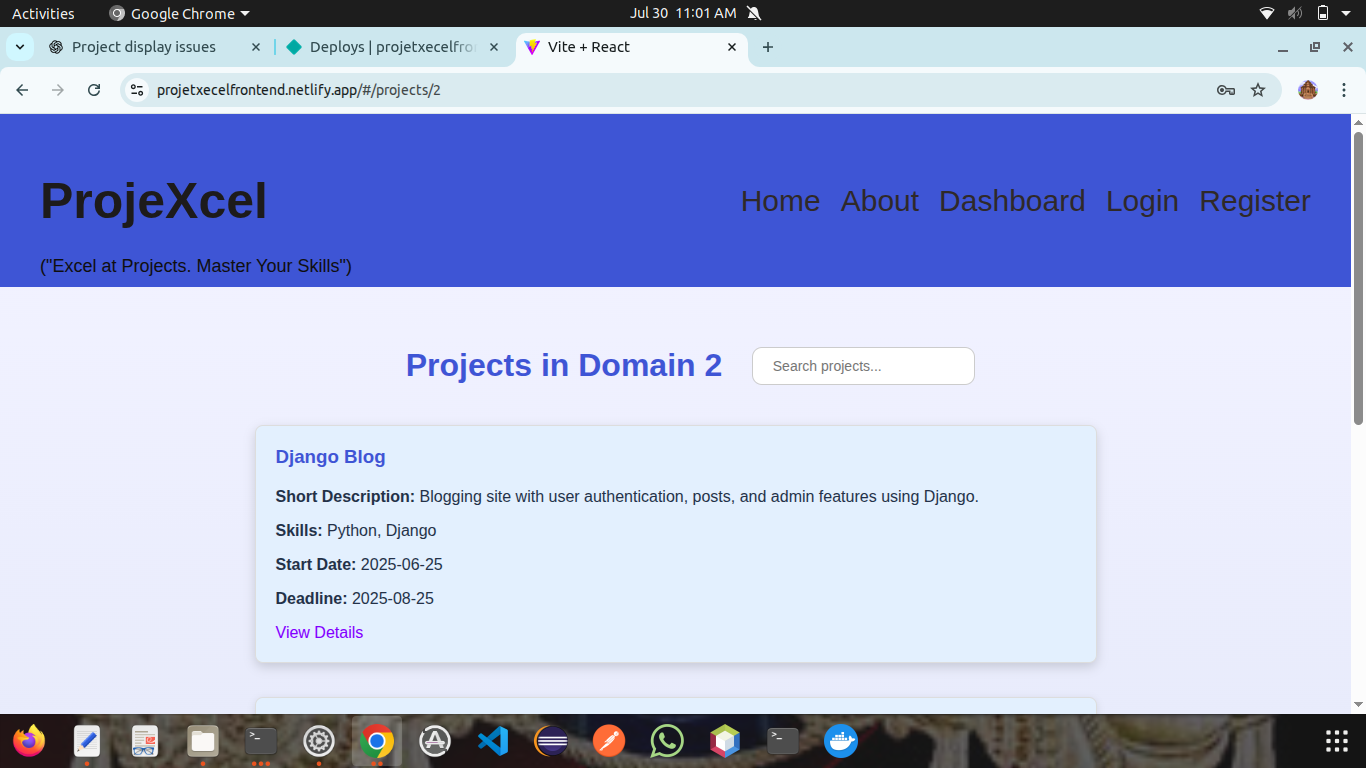 Activities
Google Chrome
Jul 30 11:01 AM
Project display issues
Deploys | projetxecelfro
Vite + React
projetxecelfrontend.netlify.app/#/projects/2
ProjeXcel
Home About Dashboard Login Register
("Excel at Projects. Master Your Skills")
Projects in Domain 2
Search projects...
Django Blog
Short Description: Blogging site with user authentication, posts, and admin features using Django.
Skills: Python, Django
Start Date: 2025-06-25
Deadline: 2025-08-25
View Details